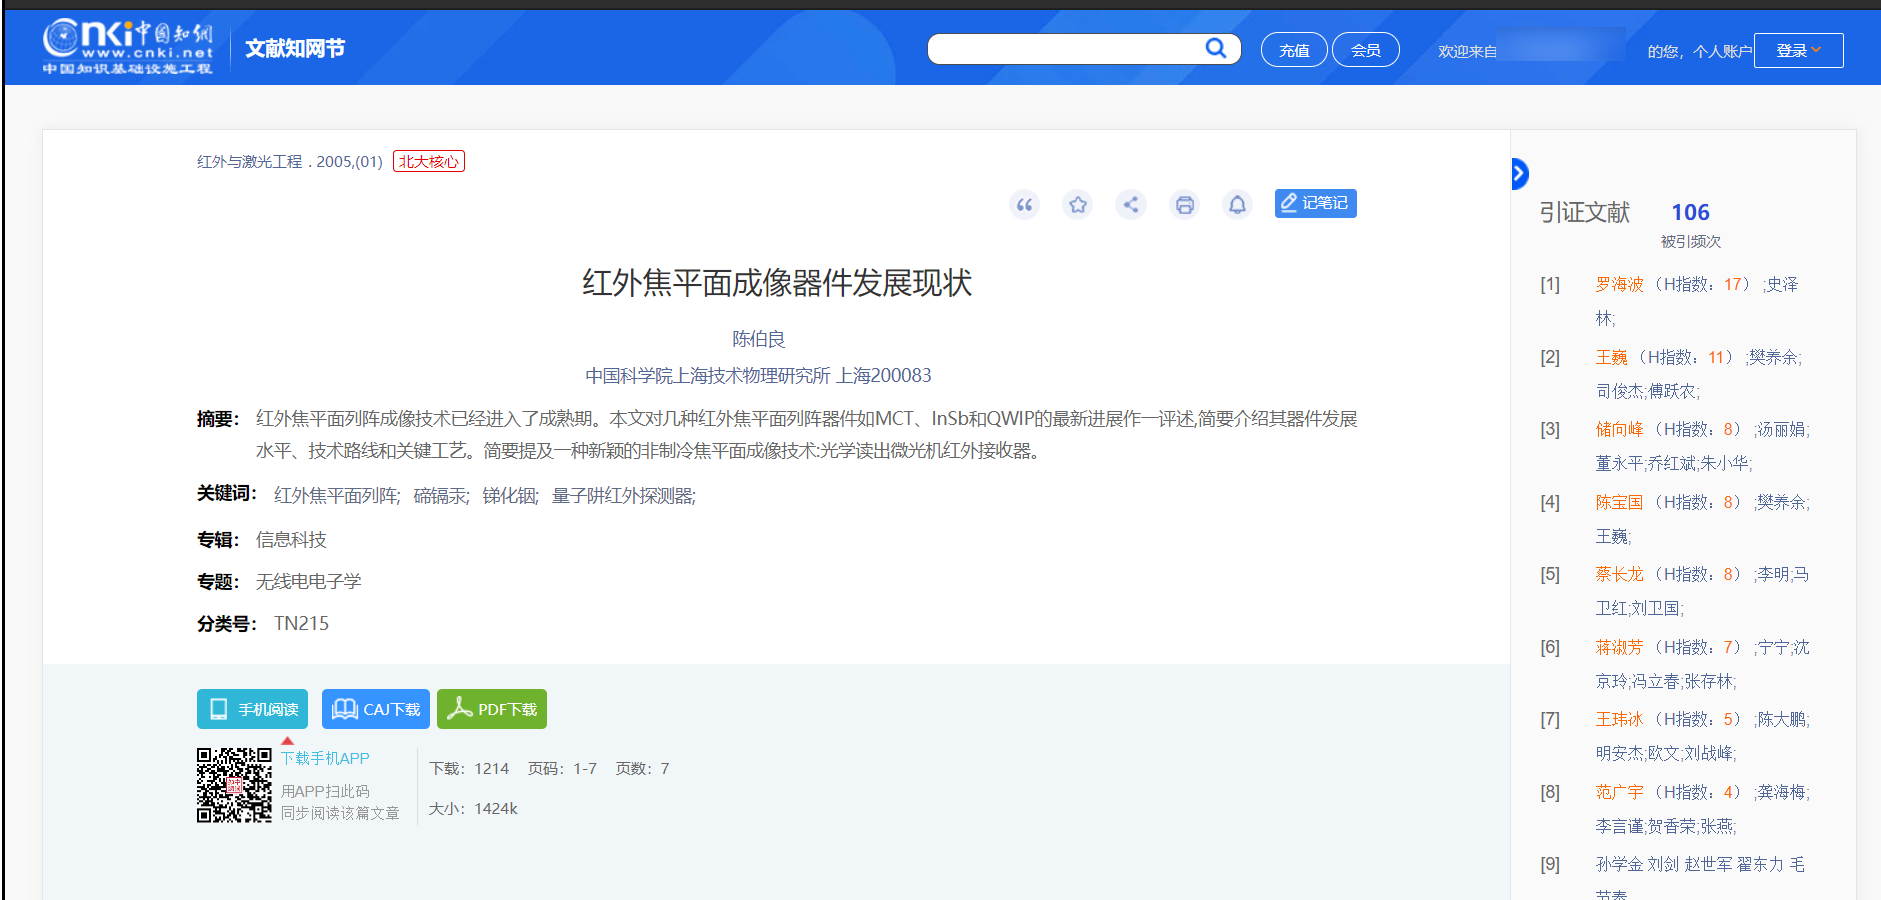 cnki中国知网
www.cnki.net
中国知识基础设施工程
文献知网节
充值
会员
欢迎来自
的您，个人账户
登录
红外与激光工程 . 2005,(01)
北大核心
记笔记
红外焦平面成像器件发展现状
陈伯良
中国科学院上海技术物理研究所 上海200083
摘要： 红外焦平面列阵成像技术已经进入了成熟期。本文对几种红外焦平面列阵器件如MCT、InSb和QWIP的最新进展作一评述,简要介绍其器件发展
水平、技术路线和关键工艺。简要提及一种新颖的非制冷焦平面成像技术:光学读出微光机红外接收器。
关键词： 红外焦平面列阵; 碲镉汞; 锑化铟; 量子阱红外探测器;
专辑： 信息科技
专题： 无线电电子学
分类号： TN215
手机阅读
CAJ下载
PDF下载
下载手机APP
用APP扫此码
同步阅读该篇文章
下载：1214 页码：1-7 页数：7
大小：1424k
引证文献 106
被引频次
[1] 罗海波 （H指数：17） ;史泽
林;
[2] 王巍 （H指数：11） ;樊养余;
司俊杰;傅跃农;
[3] 储向峰 （H指数：8） ;汤丽娟;
董永平;乔红斌;朱小华;
[4] 陈宝国 （H指数：8） ;樊养余;
王巍;
[5] 蔡长龙 （H指数：8） ;李明;马
卫红;刘卫国;
[6] 蒋淑芳 （H指数：7） ;宁宁;沈
京玲;冯立春;张存林;
[7] 王玮冰 （H指数：5） ;陈大鹏;
明安杰;欧文;刘战峰;
[8] 范广宇 （H指数：4） ;龚海梅;
李言谨;贺香荣;张燕;
[9] 孙学金 刘剑 赵世军 翟东力 毛